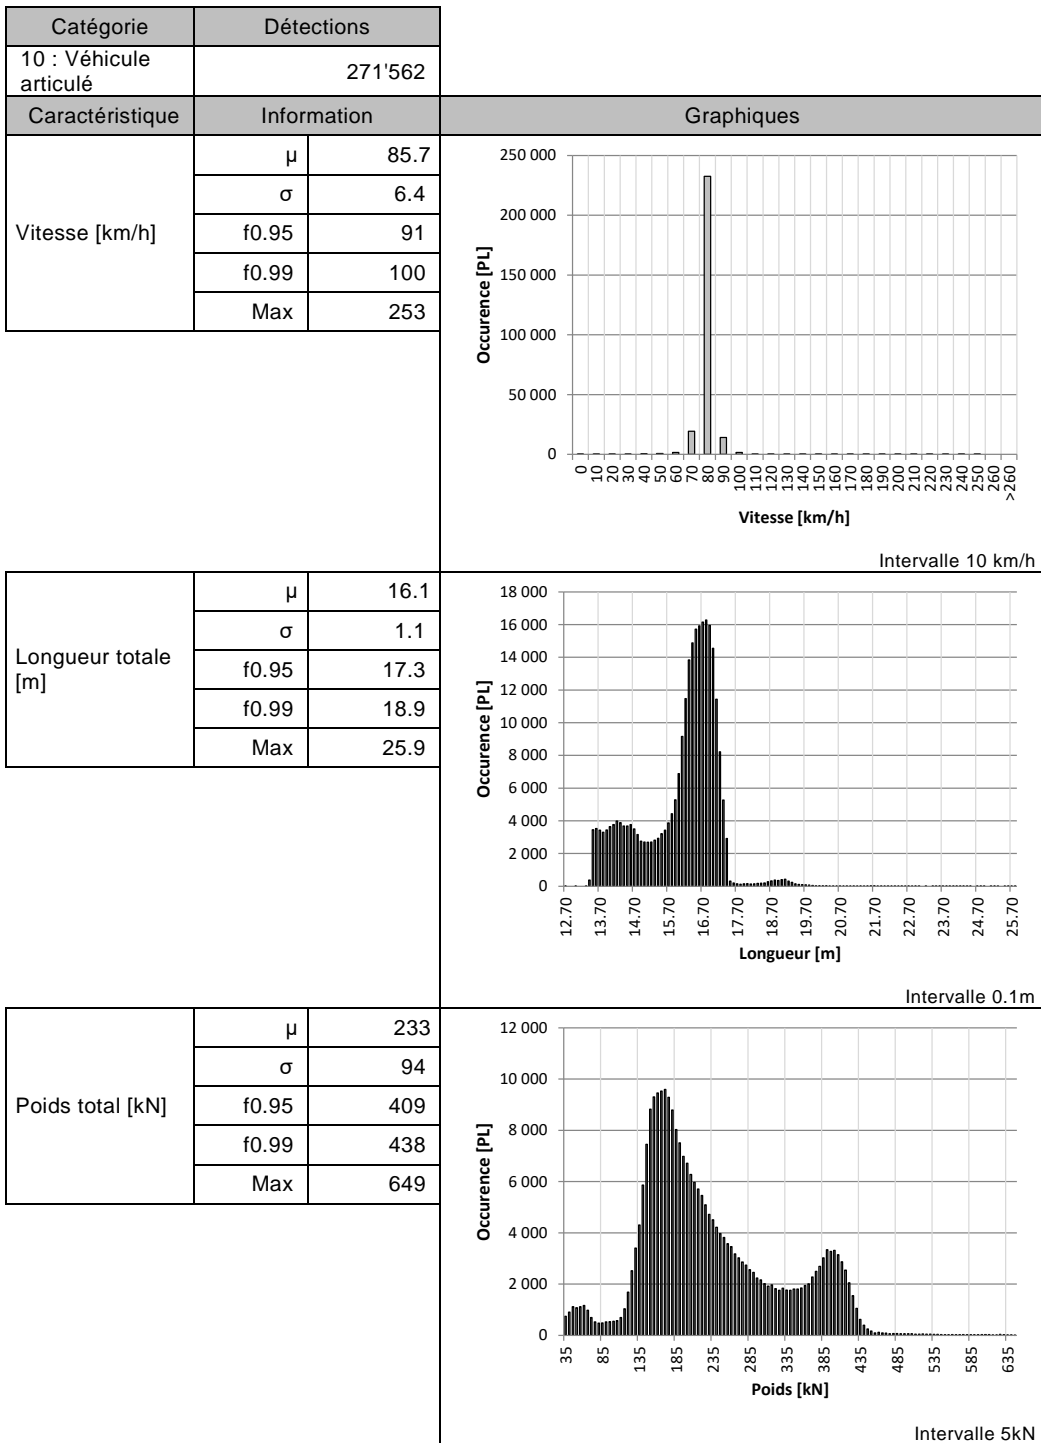 Catégorie Détections
10 : Véhicule
articulé
271'562
Caractéristique Information Graphiques
Vitesse [km/h]
µ 85.7
σ 6.4
f0.95 91
f0.99 100
Max 253
250 000
200 000
150 000
100 000
50 000
0
Occurence [PL]
0 10 20 30 40 50 60 70 80 90 100 110 120 130 140 150 160 170 180 190 200 210 220 230 240 250 260 >260
Vitesse [km/h]
Intervalle 10 km/h
Longueur totale
[m]
µ 16.1
σ 1.1
f0.95 17.3
f0.99 18.9
Max 25.9
18 000
16 000
14 000
12 000
10 000
8 000
6 000
4 000
2 000
0
Occurence [PL]
12.70 13.70 14.70 15.70 16.70 17.70 18.70 19.70 20.70 21.70 22.70 23.70 24.70 25.70
Longueur [m]
Intervalle 0.1m
Poids total [kN]
µ 233
σ 94
f0.95 409
f0.99 438
Max 649
12 000
10 000
8 000
6 000
4 000
2 000
0
Occurence [PL]
35 85 135 185 235 285 335 385 435 485 535 585 635
Poids [kN]
Intervalle 5kN